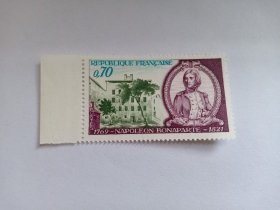 REPUBLIQUE FRANÇAISE
0,70
1769-NAPOLEON BONAPARTE-1821